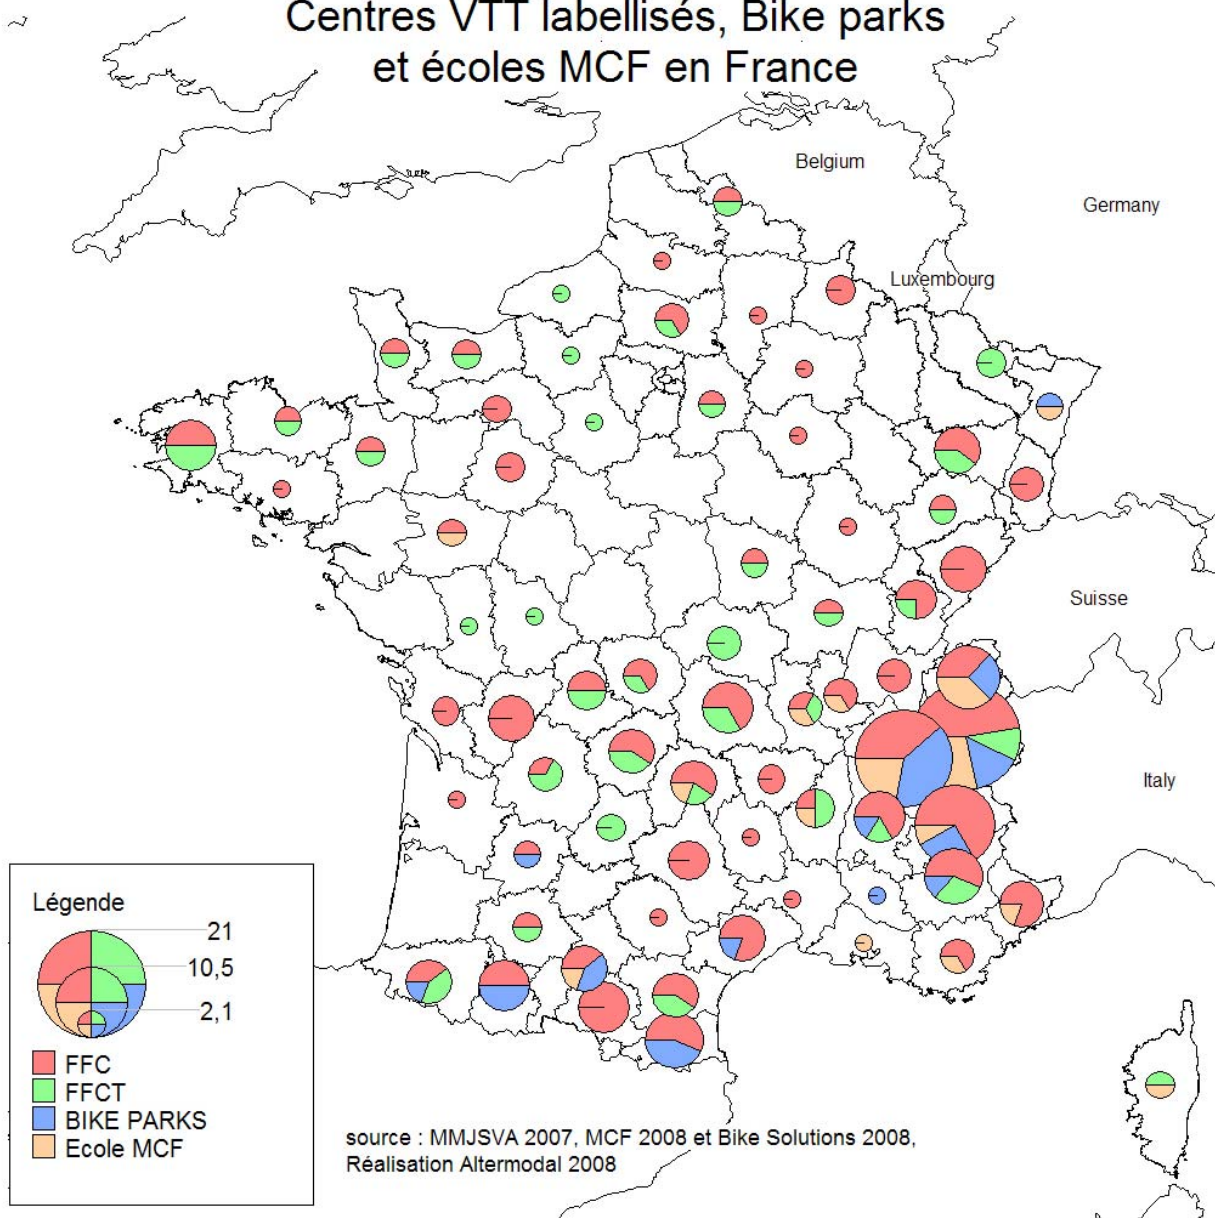 Centres VTT labellisés, Bike parks
et écoles MCF en France
Belgium
Germany
Luxembourg
Suisse
Italy
Légende
21
10,5
2,1
FFC
FFCT
BIKE PARKS
Ecole MCF
source : MMJSVA 2007, MCF 2008 et Bike Solutions 2008,
Réalisation Altermodal 2008